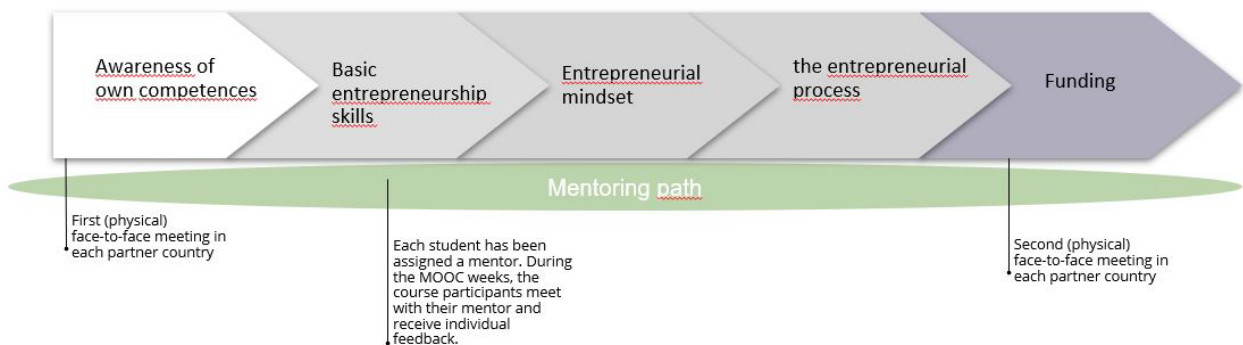 Awareness of
own competences
Basic
entrepreneurship
skills
Entrepreneurial
mindset
the entrepreneurial
process
Funding
Mentoring path
First (physical)
face-to-face meeting in
each partner country
Each student has been
assigned a mentor. During
the MOOC weeks, the
course participants meet
with their mentor and
receive individual
feedback.
Second (physical)
face-to-face meeting in
each partner country